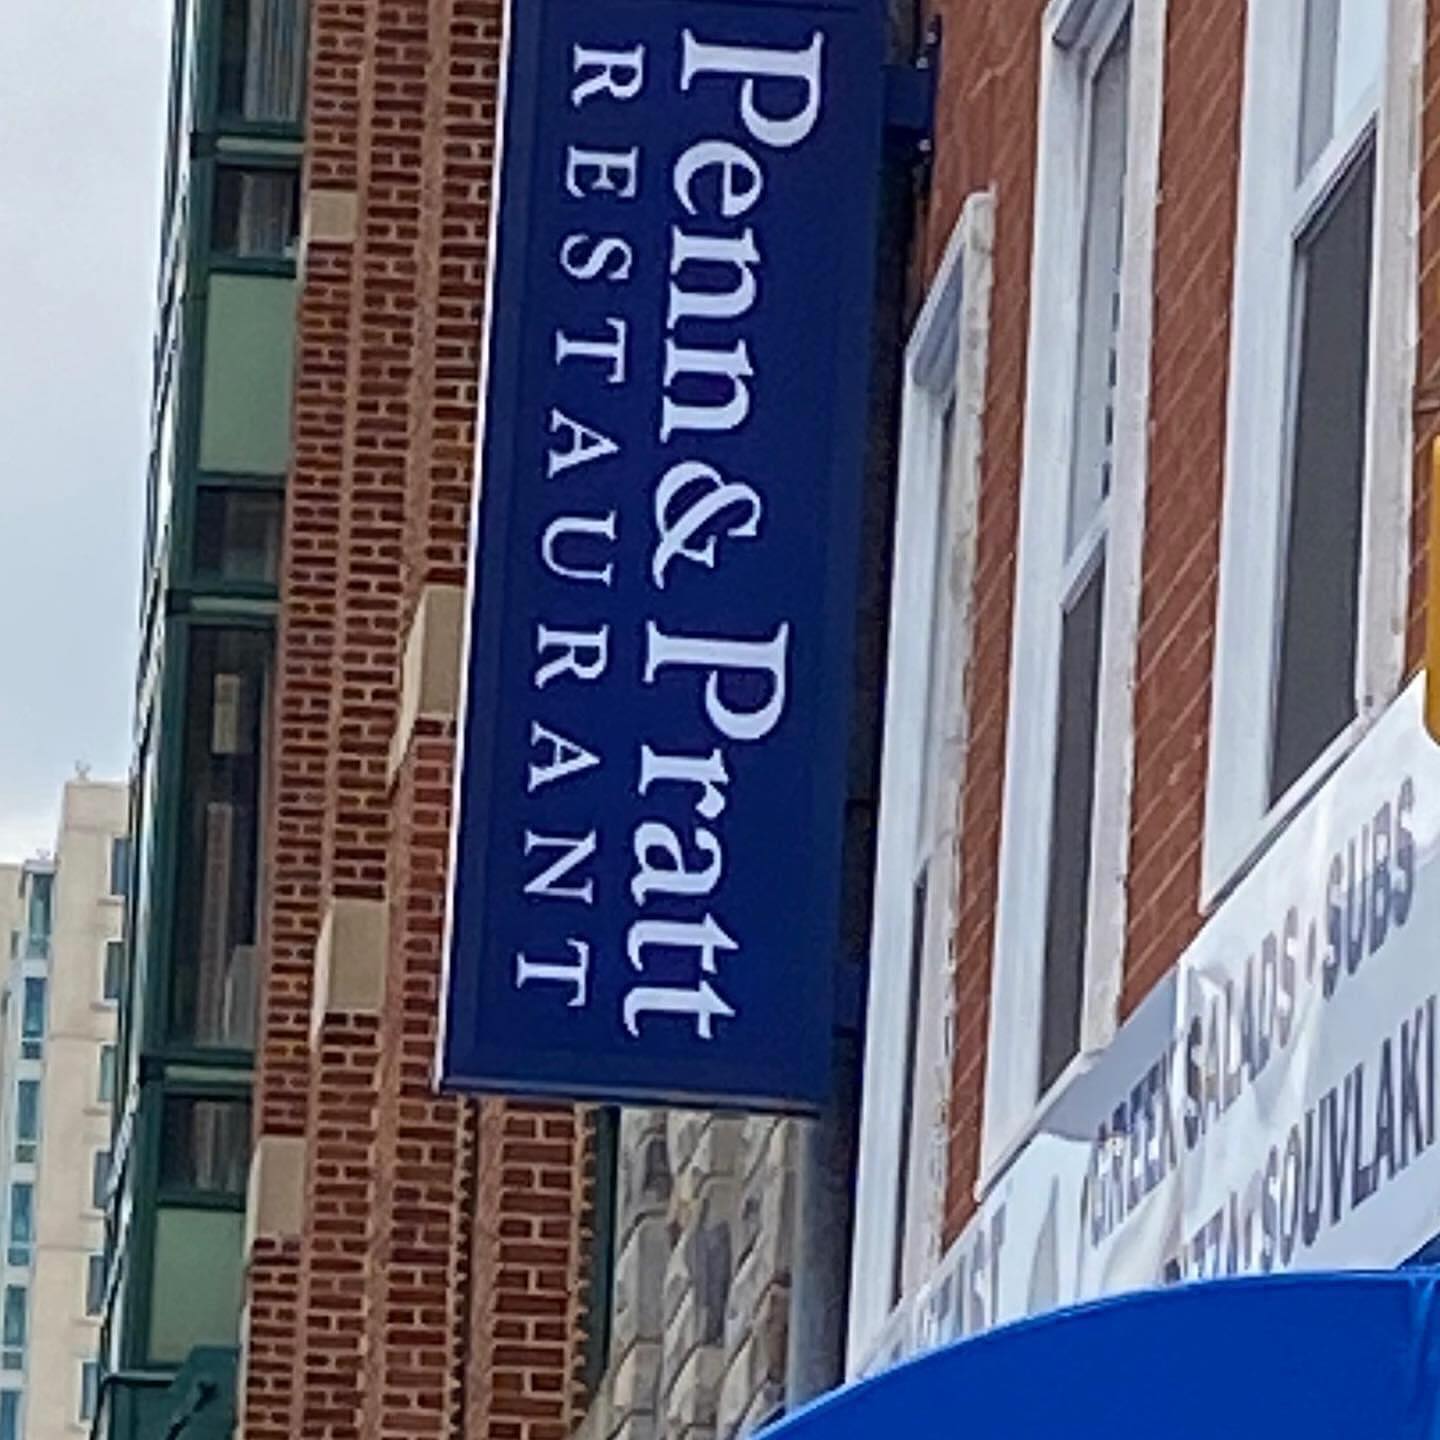 Penn & Pratt
RESTAURANT
GREEK SALADS • SUBS
SOUVLAKI